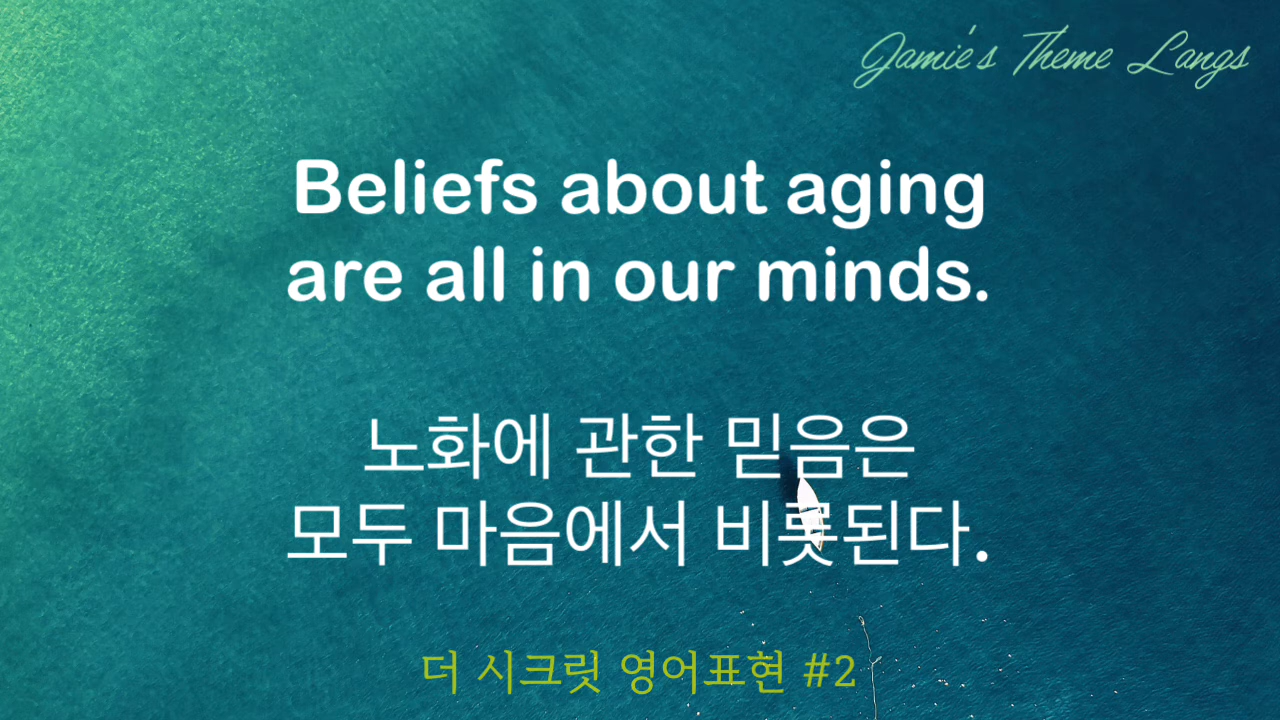 Jamie's Theme Langs
Beliefs about aging
are all in our minds.
노화에 관한 믿음은
모두 마음에서 비롯된다.
더 시크릿 영어표현 #2